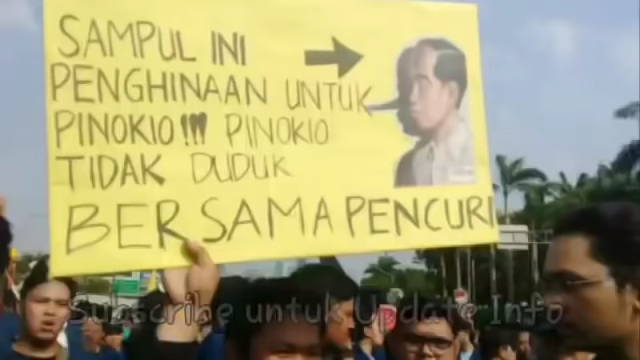 SAMPUL INI
PENGHINAAN UNTUK
PINOKIO!!! PINOKIO
TIDAK DUDUK
BERSAMA PENCURI
Subscribe untuk Update Info